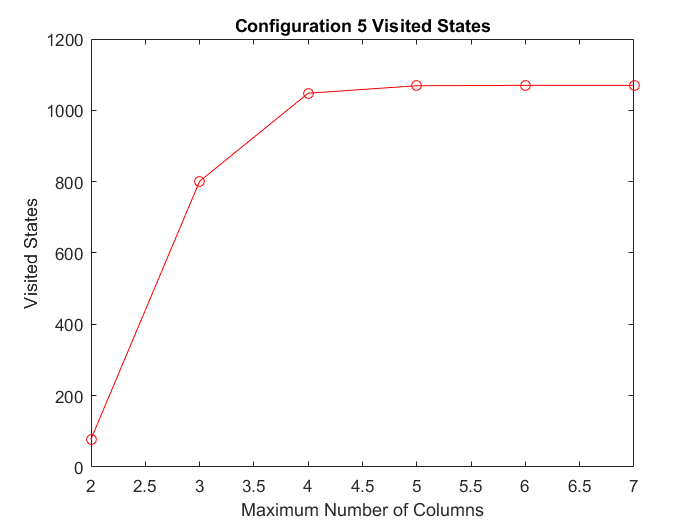 Configuration 5 Visited States
1200
1000
800
600
400
200
0
Visited States
2 2.5 3 3.5 4 4.5 5 5.5 6 6.5 7
Maximum Number of Columns